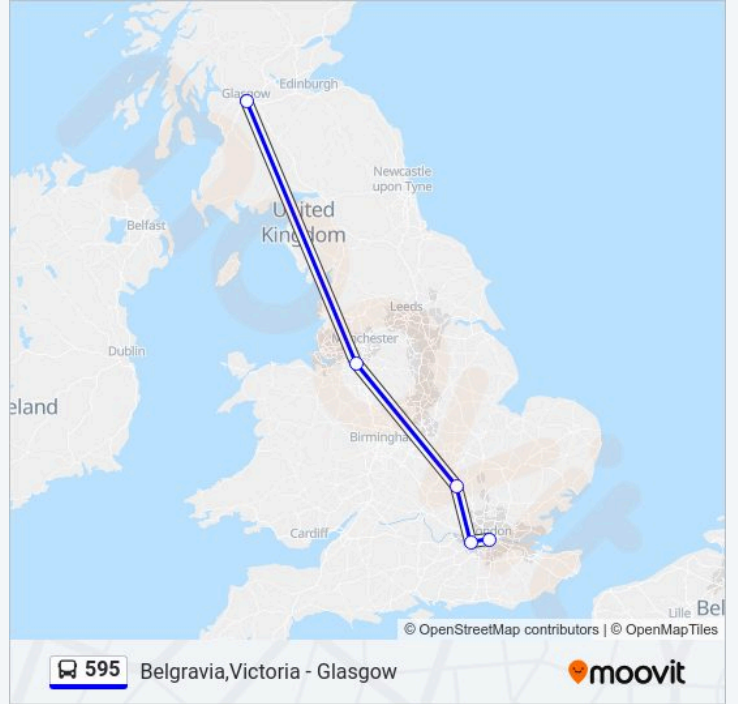 Edinburgh
Glasgow
Newcastle
upon Tyne
United
Kingdom
Belfast
Leeds
Manchester
Dublin
eland
Birmingham
Cardiff
London
Lille
Bel
© OpenStreetMap contributors | © OpenMapTiles
595 Belgravia,Victoria - Glasgow
moovit